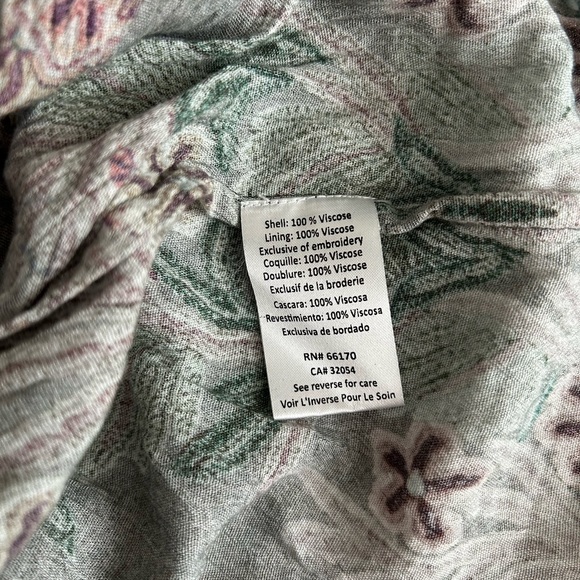 Shell: 100 % Viscose
Lining: 100% Viscose
Exclusive of embroidery
Coquille: 100% Viscose
Doublure: 100% Viscose
Exclusif de la broderie
Cascara: 100% Viscosa
Revestimiento: 100% Viscosa
Exclusiva de bordado
RN# 66170
CA# 32054
See reverse for care
Voir L'Inverse Pour Le Soin